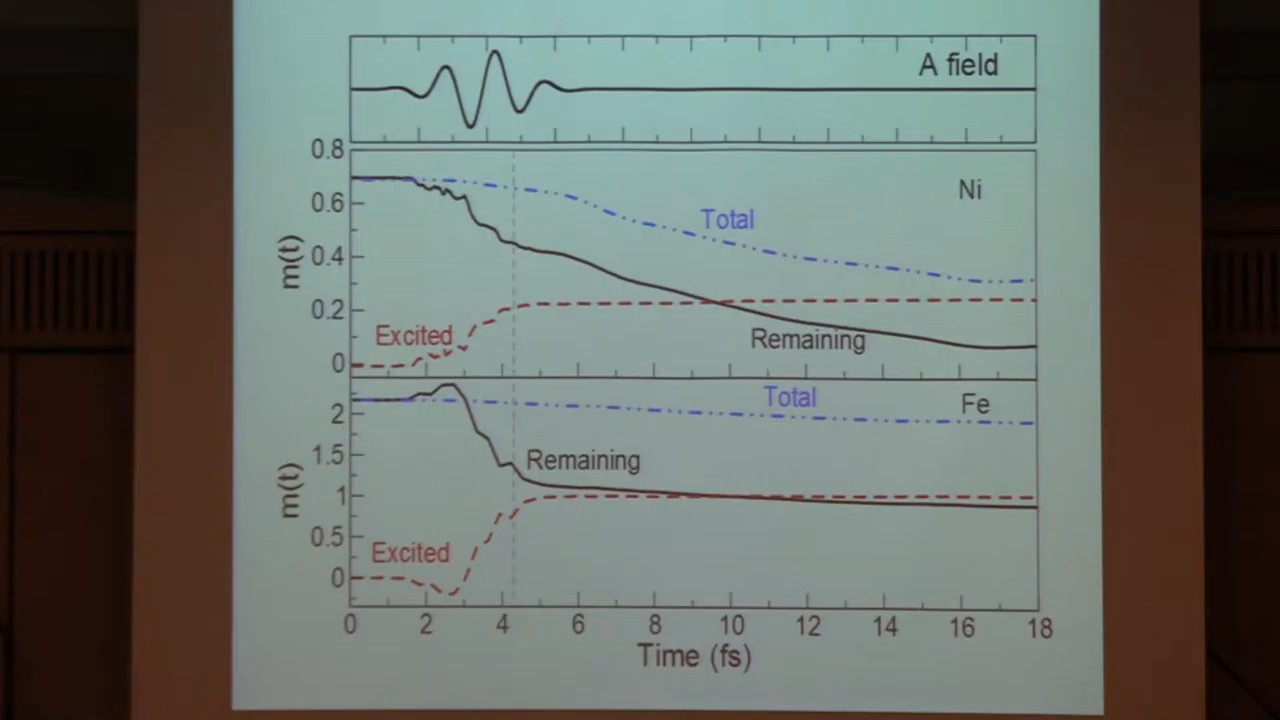 A field
0.8
Ni
0.6
Total
0.4
m(t)
0.2
Excited
Remaining
0
Total
Fe
2
1.5
Remaining
m(t)
1
0.5
Excited
0
0 2 4 6 8 10 12 14 16 18
Time (fs)